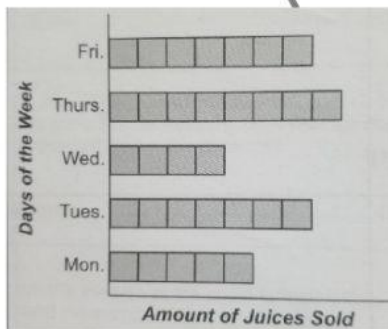 Days of the Week
Fri.
Thurs.
Wed.
Tues.
Mon.
Amount of Juices Sold